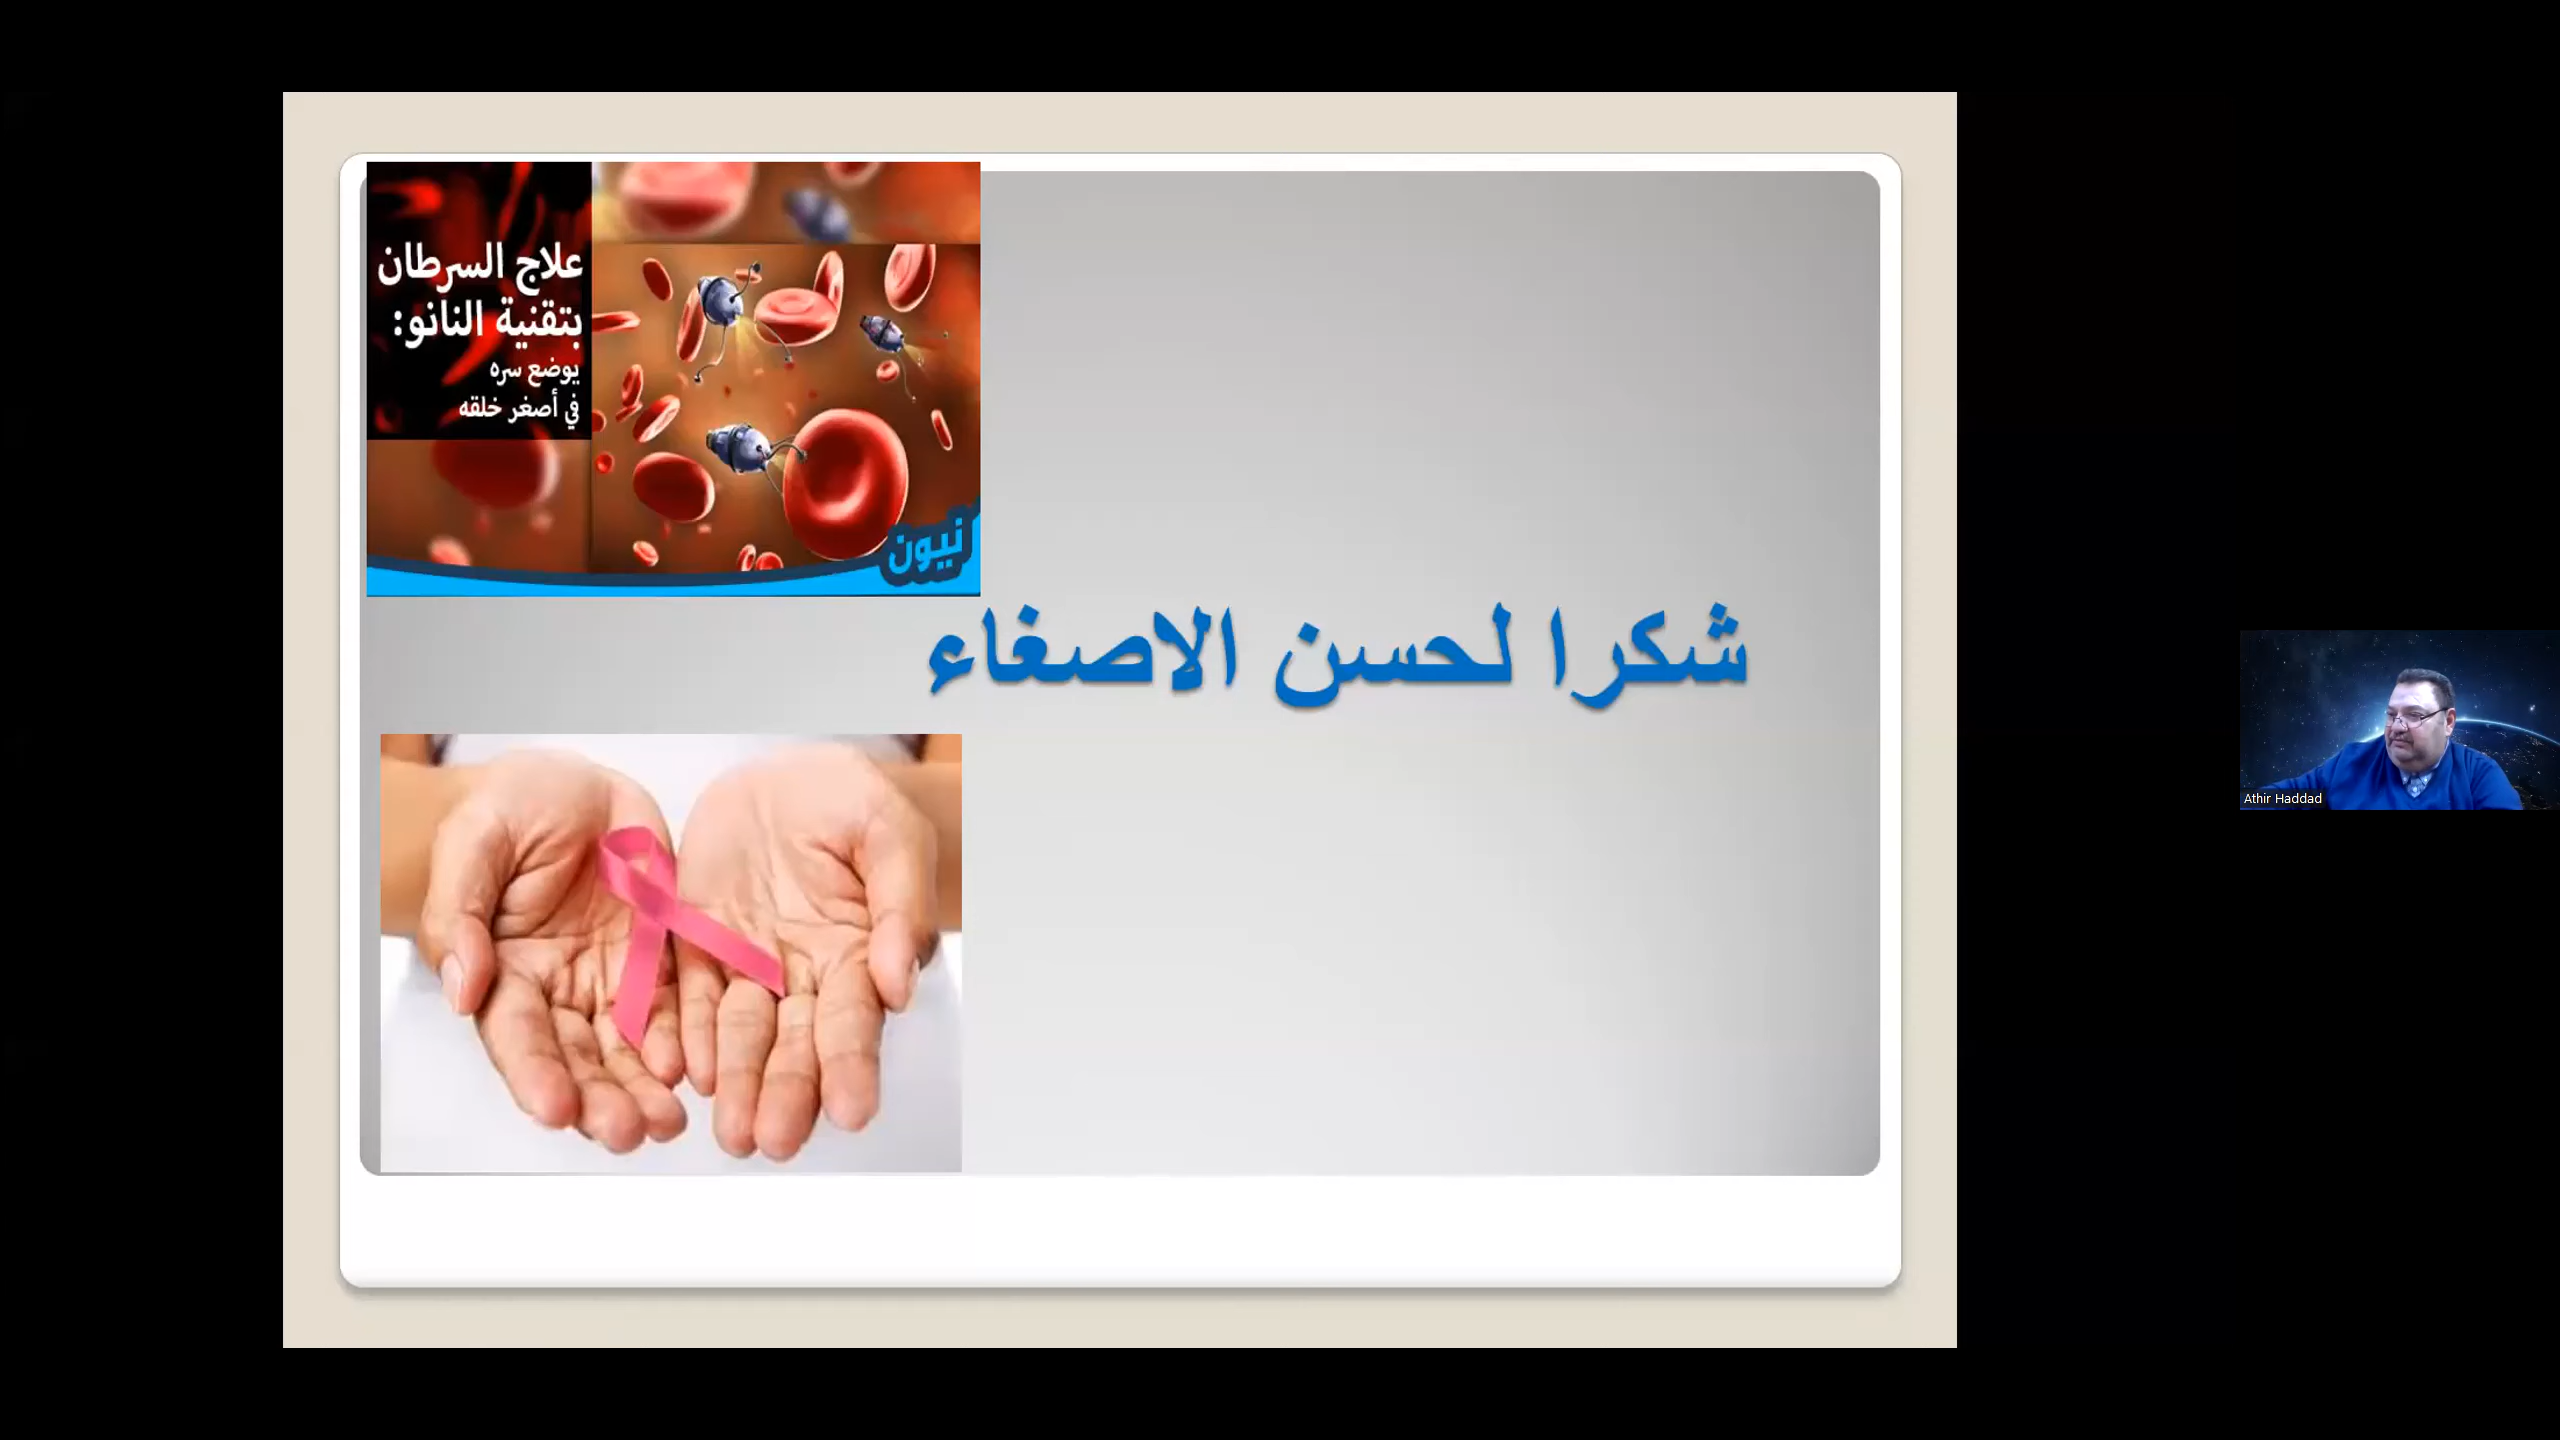 علاج السرطان
بتقنية النانو:
يوضع سره
في أصغر خلقه
نيون
شكرا لحسن الاصغاء
Athir Haddad